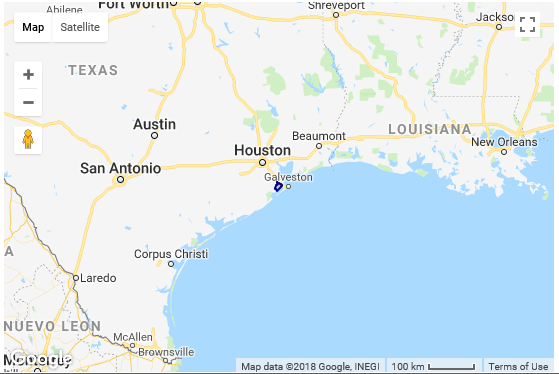 Abilene
Fort Worth
Shreveport
Jackson
Map
Satellite
TEXAS
Austin
Beaumont
LOUISIANA
Houston
New Orleans
San Antonio
Galveston
Corpus Christi
Laredo
NUEVO LEON
McAllen
Monterrey
Brownsville
Google
Map data ©2018 Google, INEGI
100 km
Terms of Use